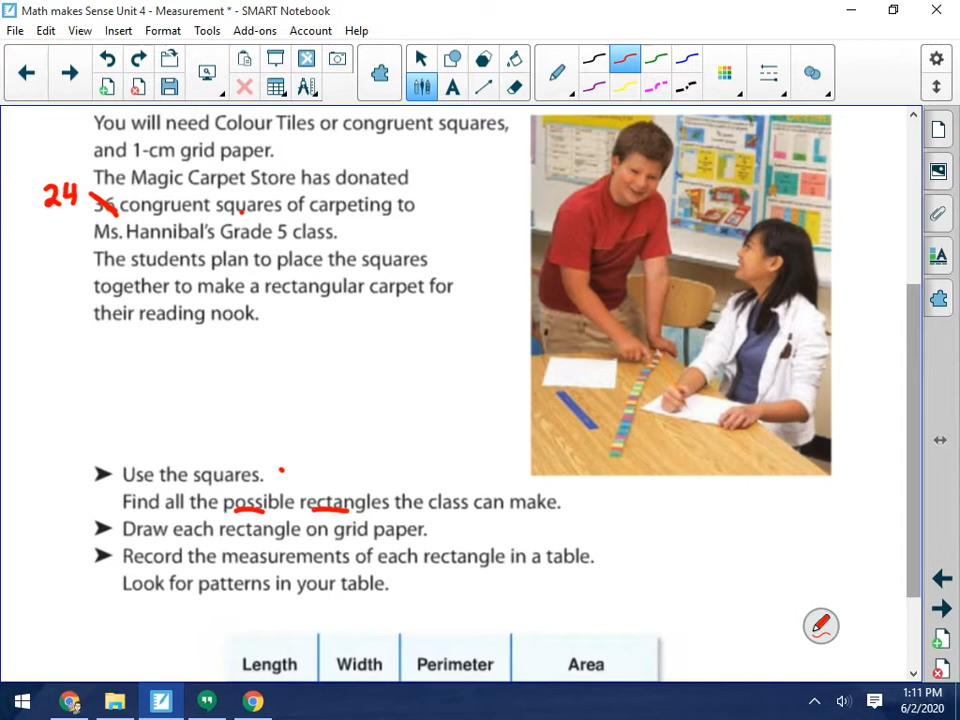 Math makes Sense Unit 4 - Measurement * - SMART Notebook
File Edit View Insert Format Tools Add-ons Account Help
You will need Colour Tiles or congruent squares,
and 1-cm grid paper.
The Magic Carpet Store has donated
24 36 congruent squares of carpeting to
Ms. Hannibal's Grade 5 class.
The students plan to place the squares
together to make a rectangular carpet for
their reading nook.
➤ Use the squares.
Find all the possible rectangles the class can make.
➤ Draw each rectangle on grid paper.
➤ Record the measurements of each rectangle in a table.
Look for patterns in your table.
Length Width Perimeter Area
1:11 PM
6/2/2020